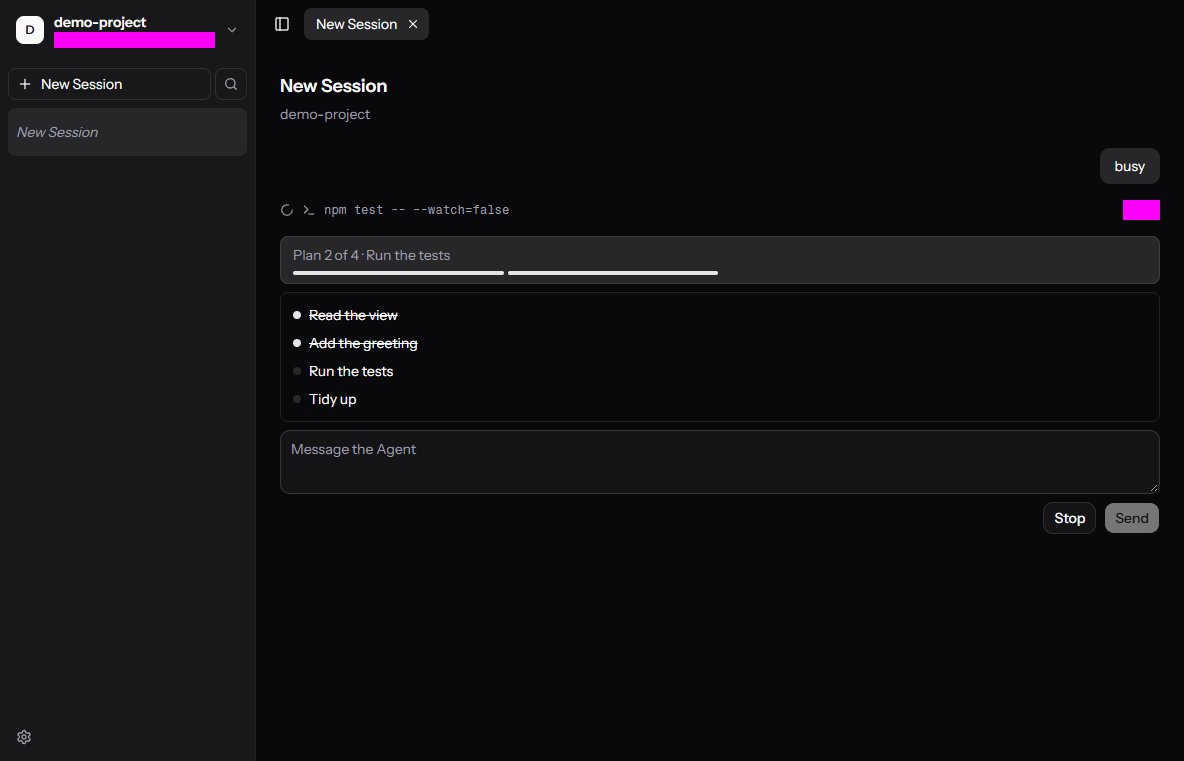 D
demo-project
New Session
New Session
New Session
New Session
demo-project
busy
npm test -- --watch=false
Plan 2 of 4 · Run the tests
Read the view
Add the greeting
Run the tests
Tidy up
Message the Agent
Stop
Send